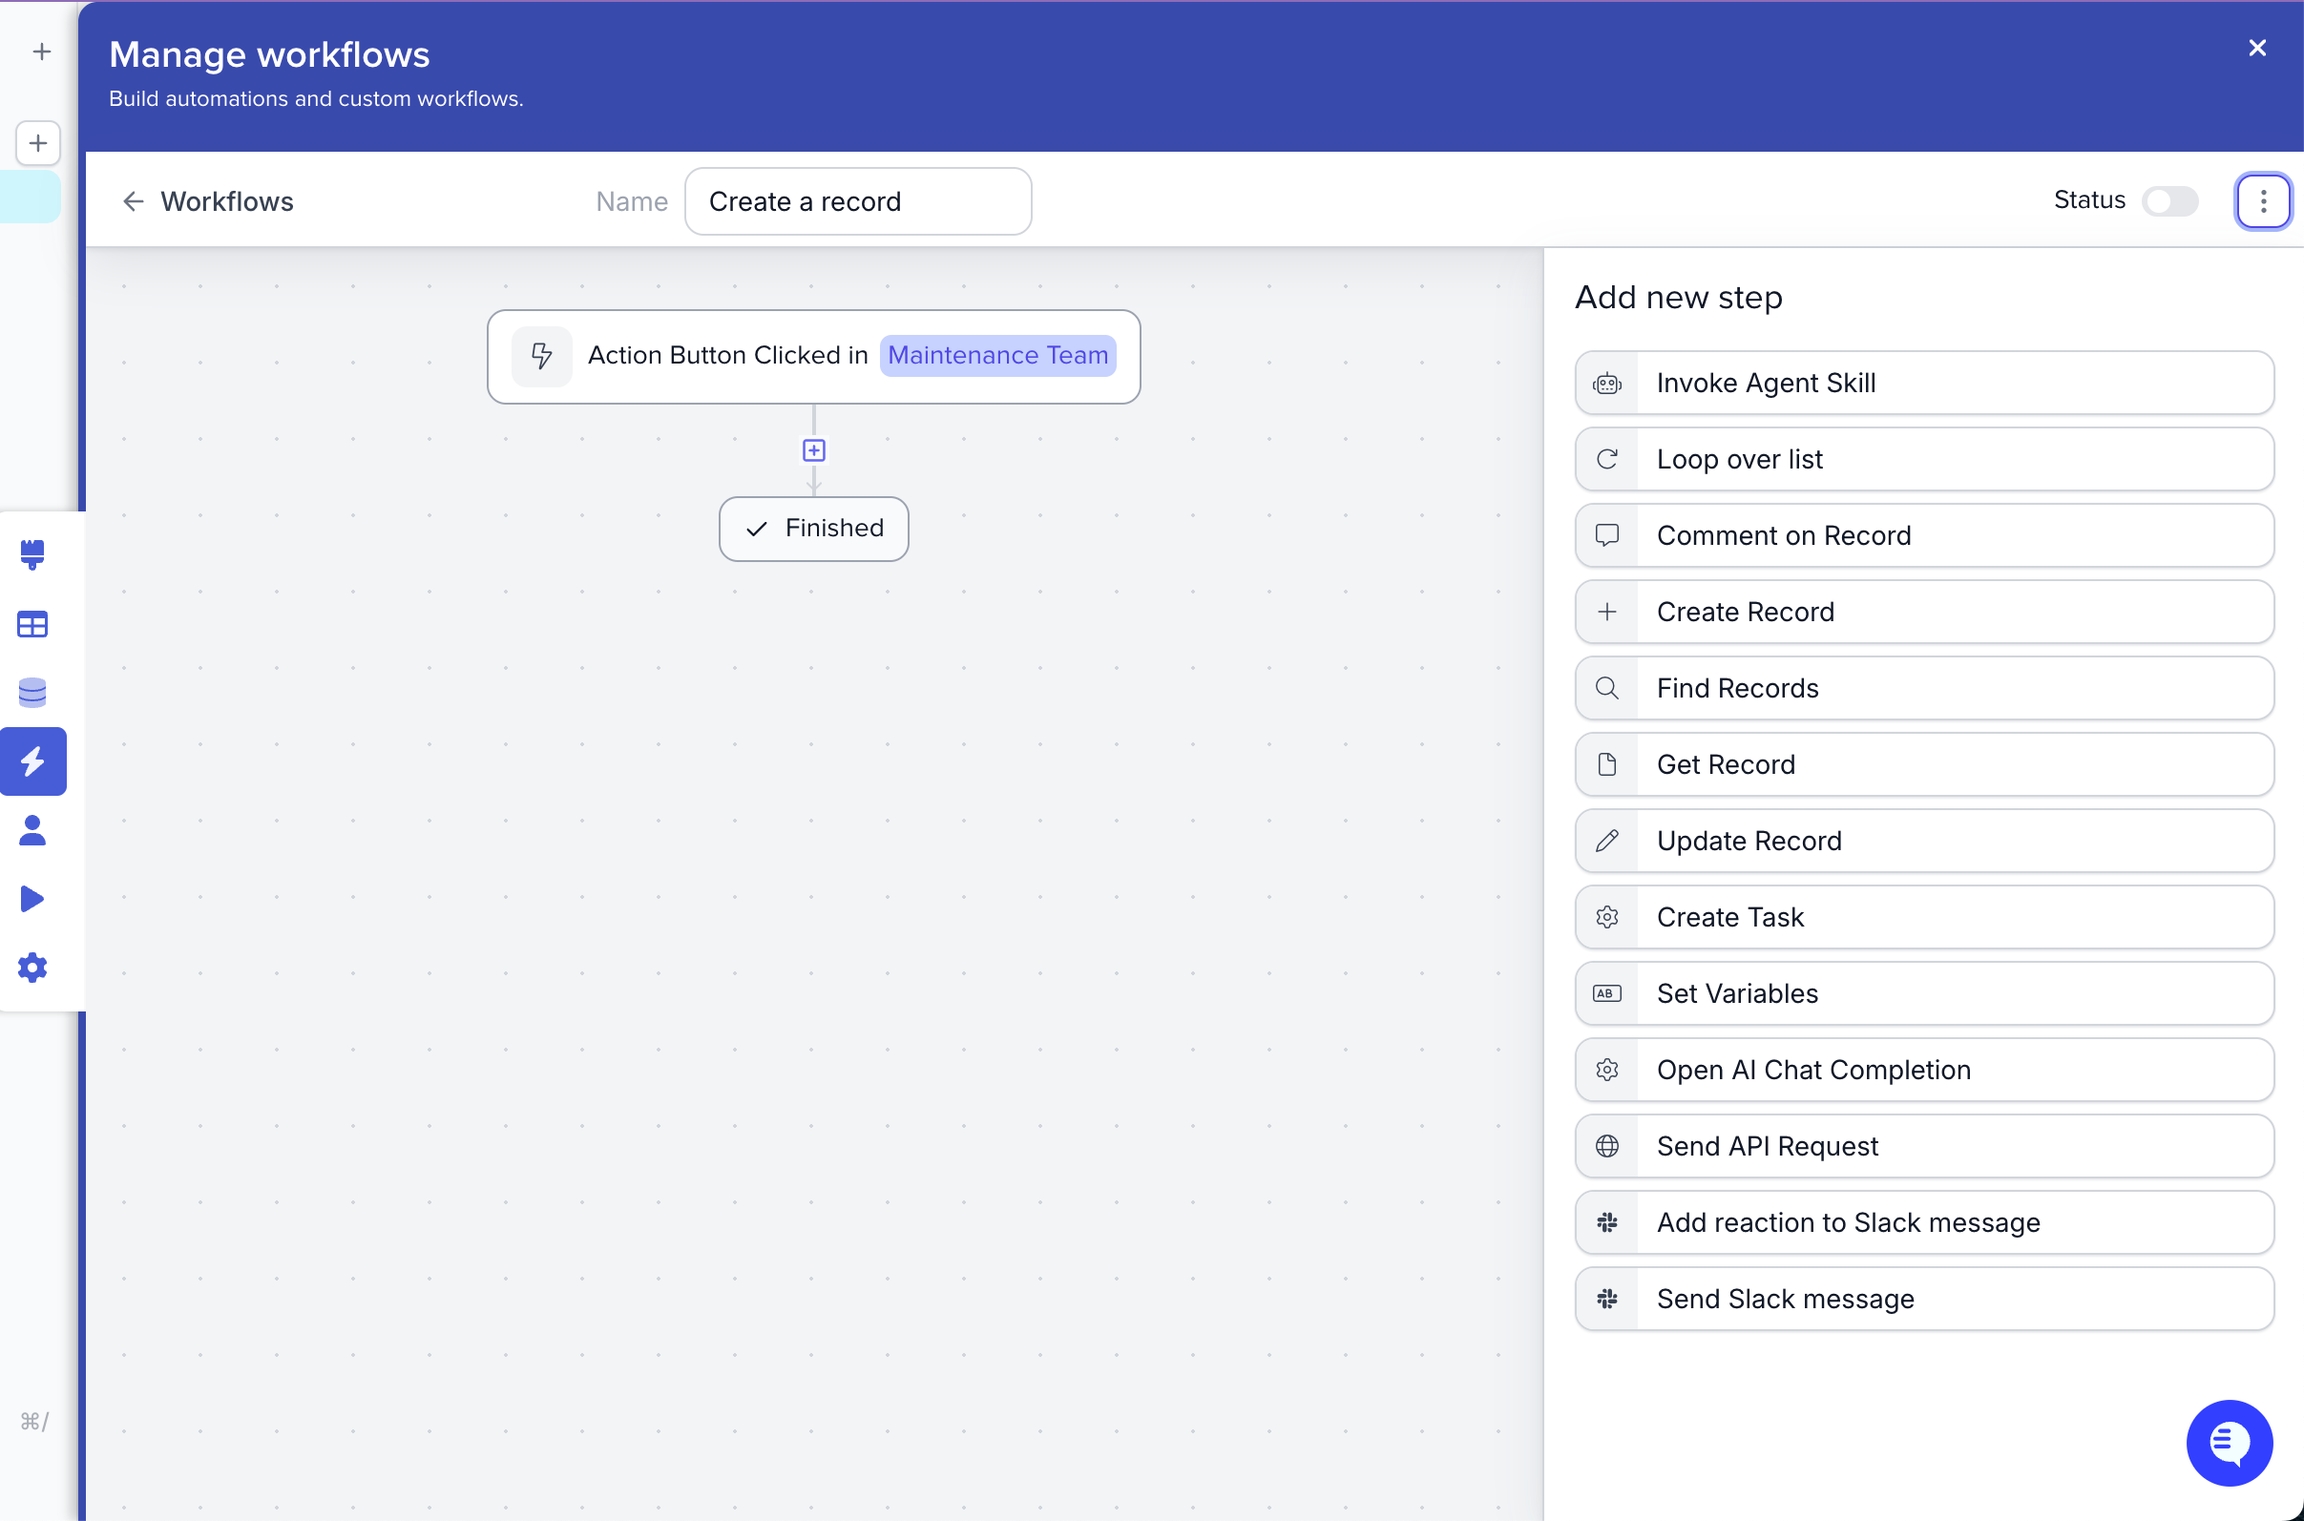 Manage workflows
Build automations and custom workflows.
Workflows
Name
Create a record
Status
Action Button Clicked in Maintenance Team
Finished
Add new step
Invoke Agent Skill
Loop over list
Comment on Record
Create Record
Find Records
Get Record
Update Record
Create Task
AB Set Variables
Open AI Chat Completion
Send API Request
Add reaction to Slack message
Send Slack message
⌘/